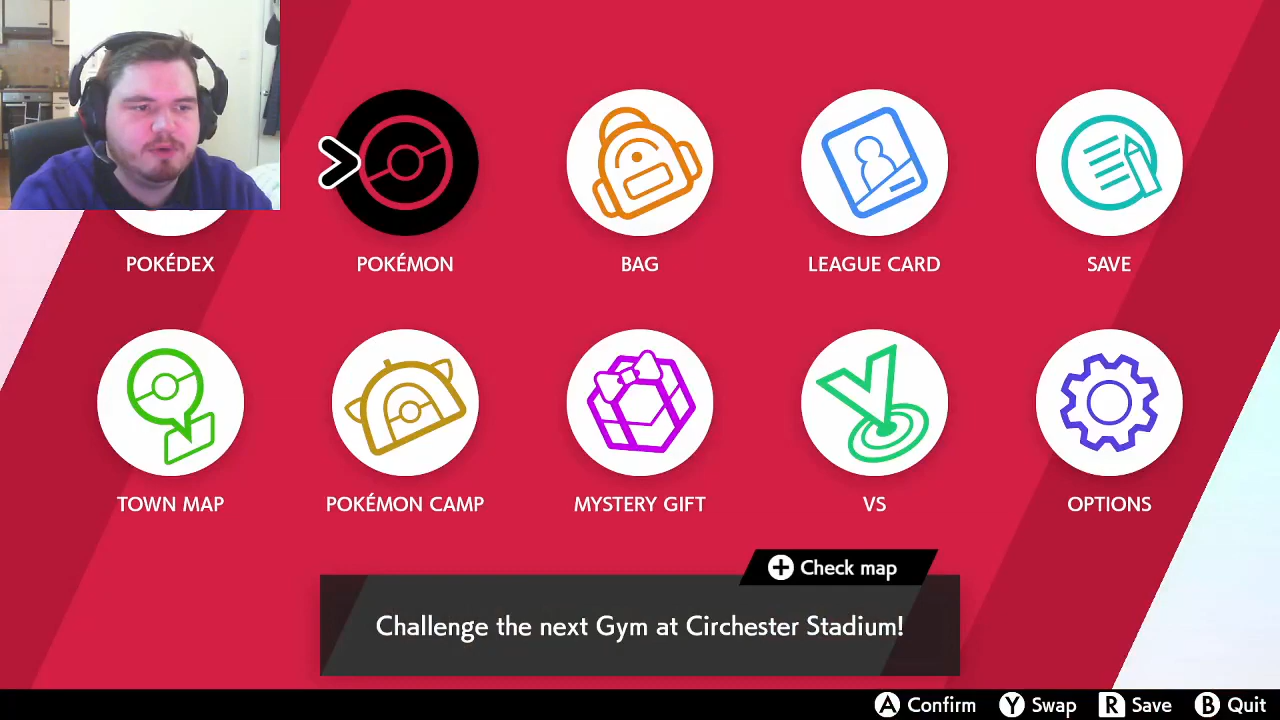 POKÉDEX
POKÉMON
BAG
LEAGUE CARD
SAVE
TOWN MAP
POKÉMON CAMP
MYSTERY GIFT
VS
OPTIONS
+ Check map
Challenge the next Gym at Circhester Stadium!
A Confirm Y Swap R Save B Quit